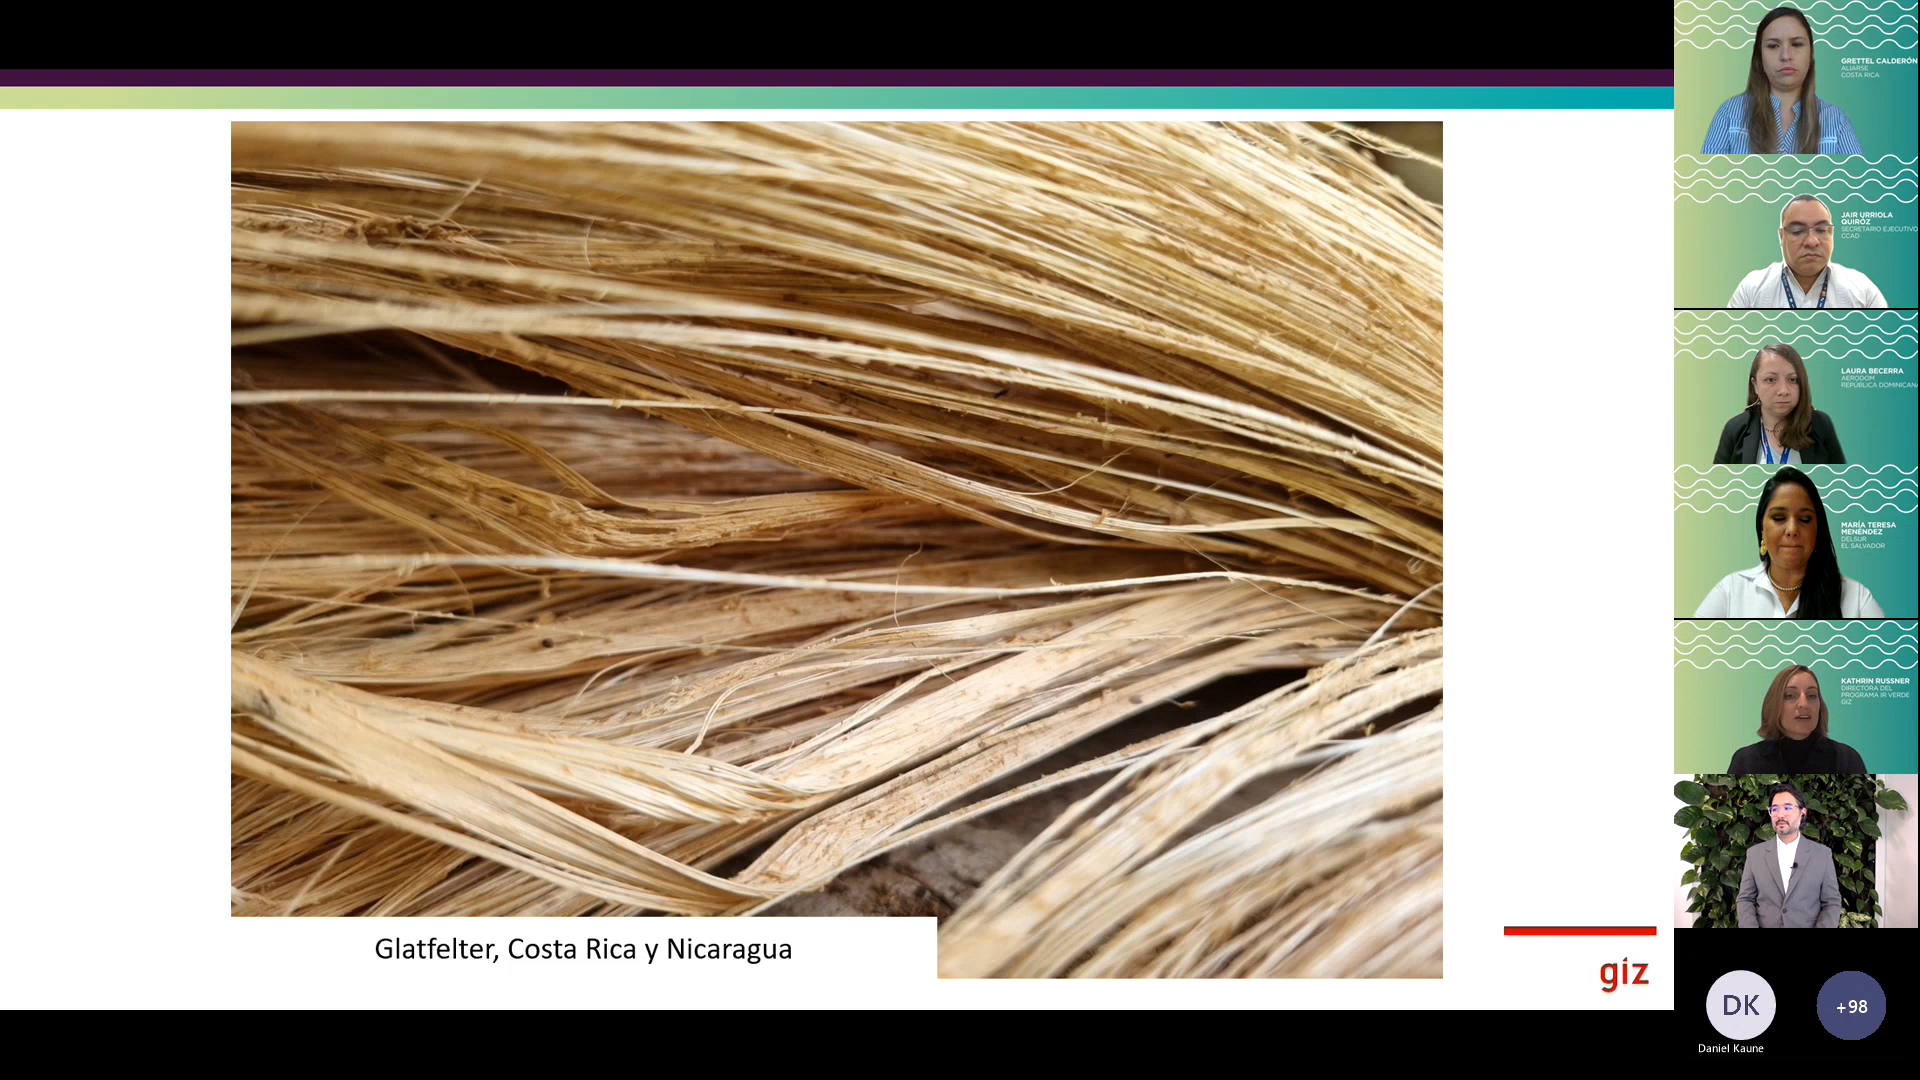 Glatfelter, Costa Rica y Nicaragua
giz
GRETTEL CALDERÓN
ALIARSE
COSTA RICA
JAIR URRIOLA
QUIRÓZ
SECRETARIO EJECUTIVO
CCAD
LAURA BECERRA
AERODOM
REPÚBLICA DOMINICANA
MARÍA TERESA
MENÉNDEZ
DELSUR
EL SALVADOR
KATHRIN RUSSNER
DIRECTORA DEL
PROGRAMA IR VERDE
GIZ
DK
+98
Daniel Kaune